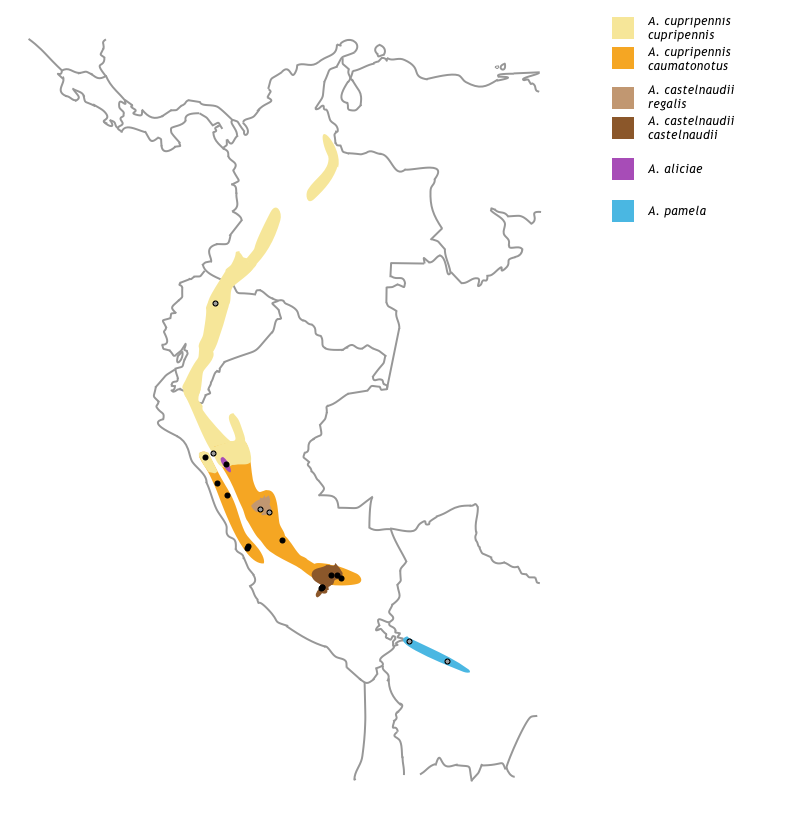 A. cupripennis
cupripennis
A. cupripennis
caumatonotus
A. castelnaudii
regalis
A. castelnaudii
castelnaudii
A. aliciae
A. pamela